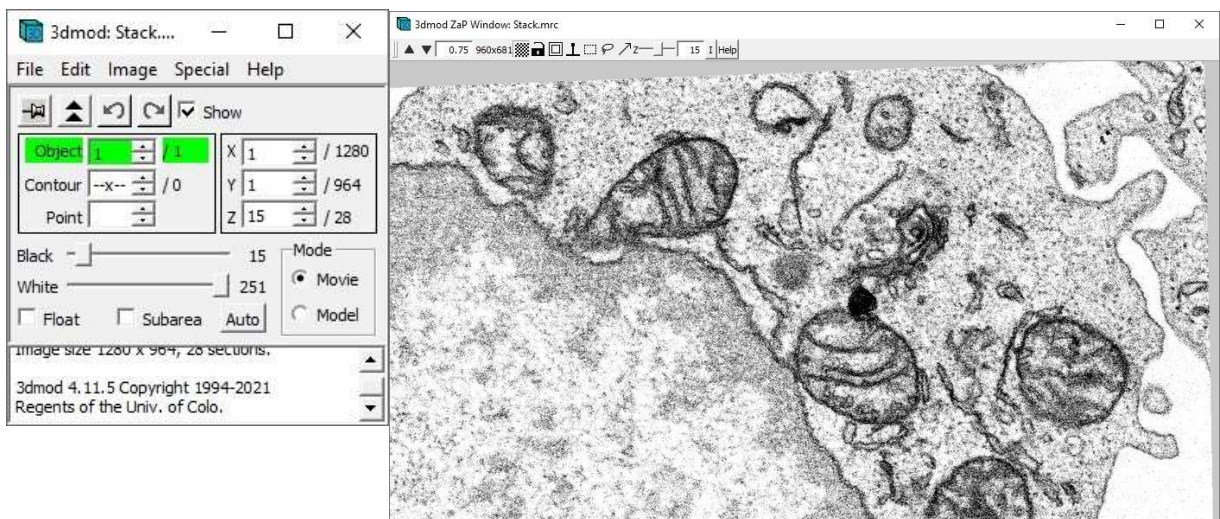 3dmod: Stack....
File Edit Image Special Help
Show
Object 1 / 1
Contour --x-- / 0
Point
X 1 / 1280
Y 1 / 964
Z 15 / 28
Black 15
White 251
Float Subarea Auto
Mode
Movie
Model
Image size 1280 x 964, 28 sections.
3dmod 4.11.5 Copyright 1994-2021
Regents of the Univ. of Colo.
3dmod ZaP Window: Stack.mrc
0.75 960x681 Z 15 I Help